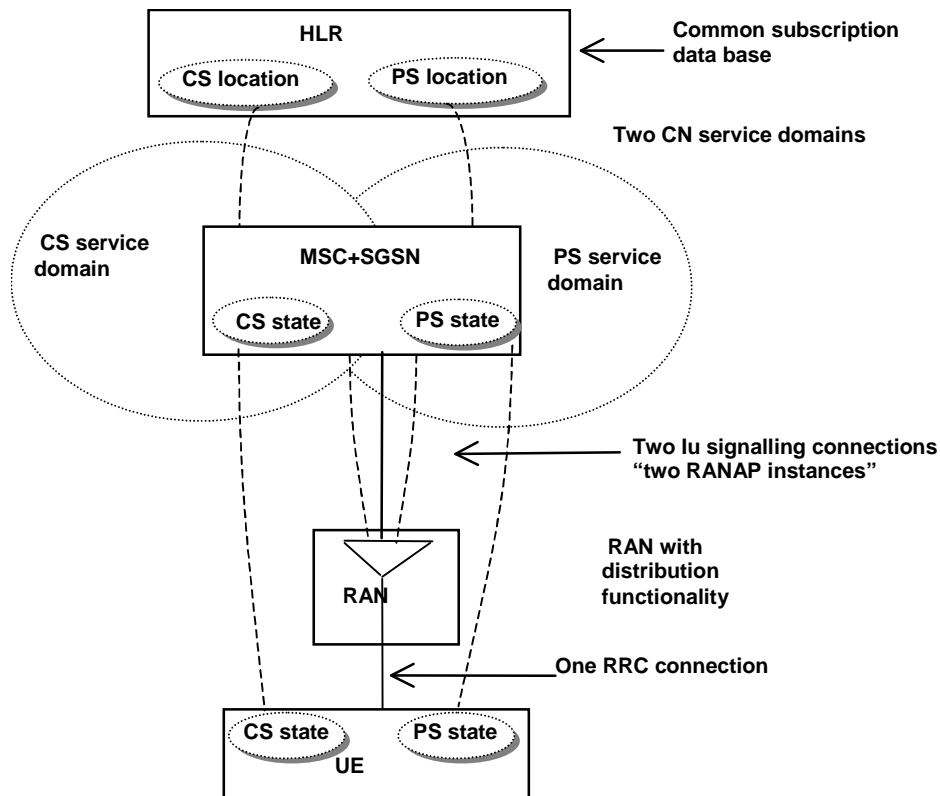 HLR
Common subscription
data base
CS location
PS location
Two CN service domains
CS service
domain
MSC+SGSN
PS service
domain
CS state
PS state
Two Iu signalling connections
“two RANAP instances”
RAN with
distribution
functionality
RAN
One RRC connection
CS state
PS state
UE